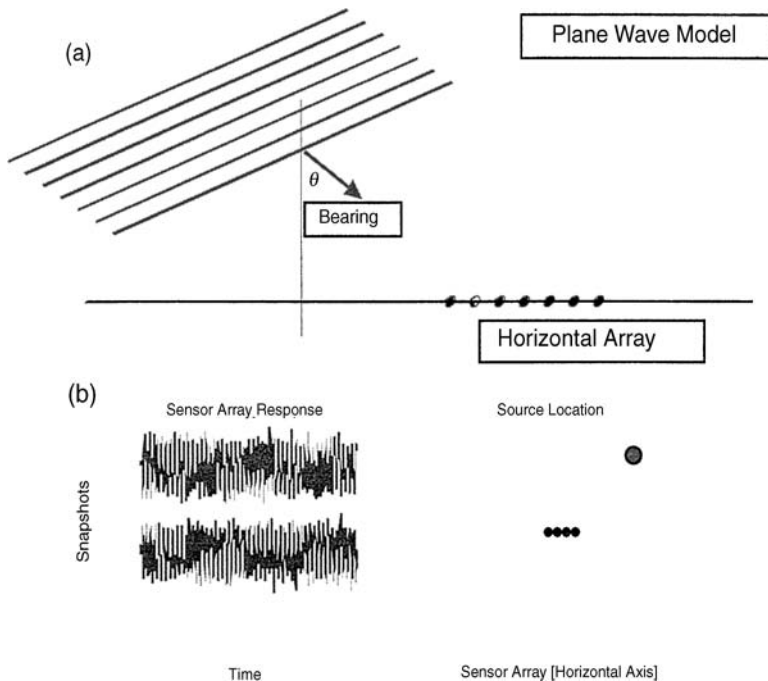 (a)
Plane Wave Model
θ
Bearing
Horizontal Array
(b)
Sensor Array Response
Source Location
Snapshots
Time
Sensor Array [Horizontal Axis]